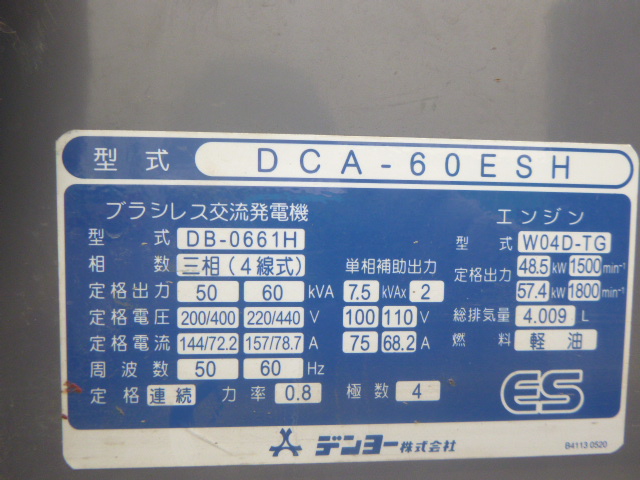 型式 DCA-60ESH
ブラシレス交流発電機
型式 DB-0661H
相数 三相(4線式) 単相補助出力
定格出力 50 60 kVA 7.5 kVAx 2
定格電圧 200/400 220/440 V 100 110 V
定格電流 144/72.2 157/78.7 A 75 68.2 A
周波数 50 60 Hz
定格 連続 力率 0.8 極数 4
エンジン
型式 W04D-TG
定格出力 48.5 kW 1500 min⁻¹
57.4 kW 1800 min⁻¹
総排気量 4.009 L
燃料 軽油
ES
デンヨー株式会社
B4113 0520